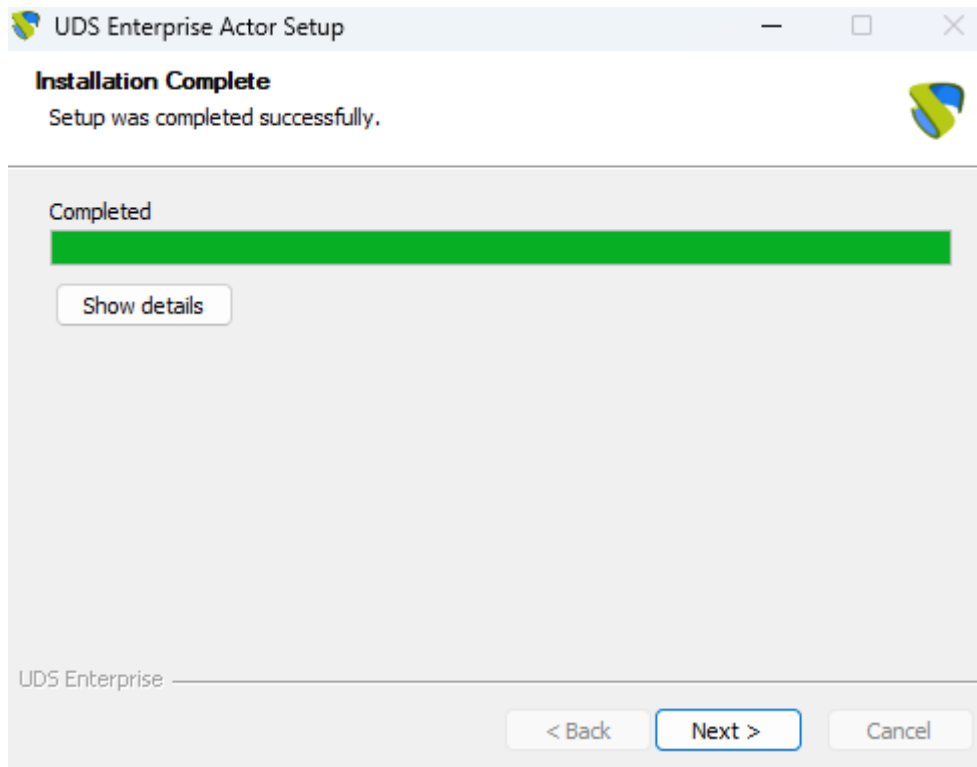 UDS Enterprise Actor Setup
Installation Complete
Setup was completed successfully.
Completed
Show details
UDS Enterprise
< Back
Next >
Cancel